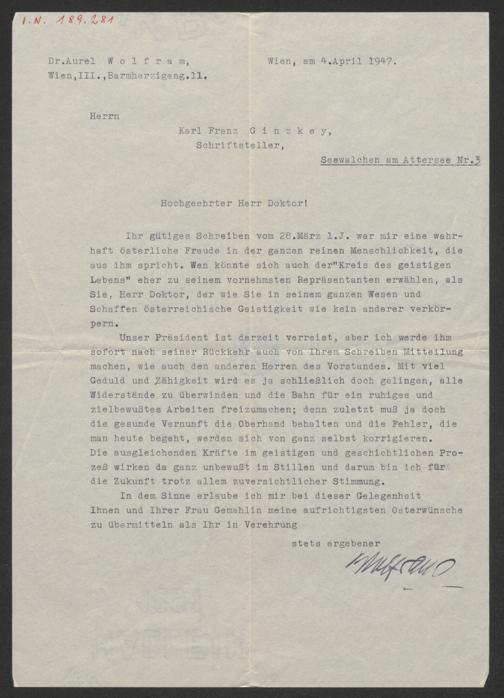 I.N. 189.281
Dr.Aurel W o l f r a m,
Wien, am 4.April 1947.
Wien,III.,Barmherzigeng.11.
Herrn
Karl Franz G i n z k e y,
Schriftsteller,
Seewalchen am Attersee Nr.3
Hochgeehrter Herr Doktor!
Ihr gütiges Schreiben vom 28.März l.J. war mir eine wahr-
haft österliche Freude in der ganzen reinen Menschlichkeit, die
aus ihm spricht. Wen könnte sich auch der"Kreis des geistigen
Lebens" eher zu seinem vornehmsten Repräsentanten erwählen, als
Sie, Herr Doktor, der wie Sie in seinem ganzen Wesen und
Schaffen österreichische Geistigkeit wie kein anderer verkör-
pern.
Unser Präsident ist derzeit verreist, aber ich werde ihm
sofort nach seiner Rückkehr auch von Ihrem Schreiben Mitteilung
machen, wie auch den anderen Herren des Vorstandes. Mit viel
Geduld und Zähigkeit wird es ja schließlich doch gelingen, alle
Widerstände zu überwinden und die Bahn für ein ruhiges und
zielbewußtes Arbeiten freizumachen; denn zuletzt muß ja doch
die gesunde Vernunft die Oberhand behalten und die Fehler, die
man heute begeht, werden sich von ganz selbst korrigieren.
Die ausgleichenden Kräfte im geistigen und geschichtlichen Pro-
zeß wirken da ganz unbewußt im Stillen und darum bin ich für
die Zukunft trotz allem zuversichtlicher Stimmung.
In dem Sinne erlaube ich mir bei dieser Gelegenheit
Ihnen und Ihrer Frau Gemahlin meine aufrichtigsten Osterwünsche
zu übermitteln als Ihr in Verehrung
stets ergebener
Wolfram